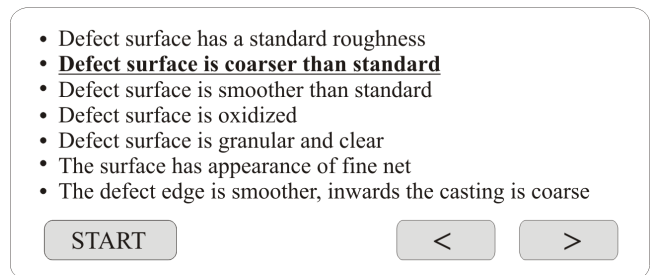 • Defect surface has a standard roughness
• Defect surface is coarser than standard
• Defect surface is smoother than standard
• Defect surface is oxidized
• Defect surface is granular and clear
• The surface has appearance of fine net
• The defect edge is smoother, inwards the casting is coarse
START < >